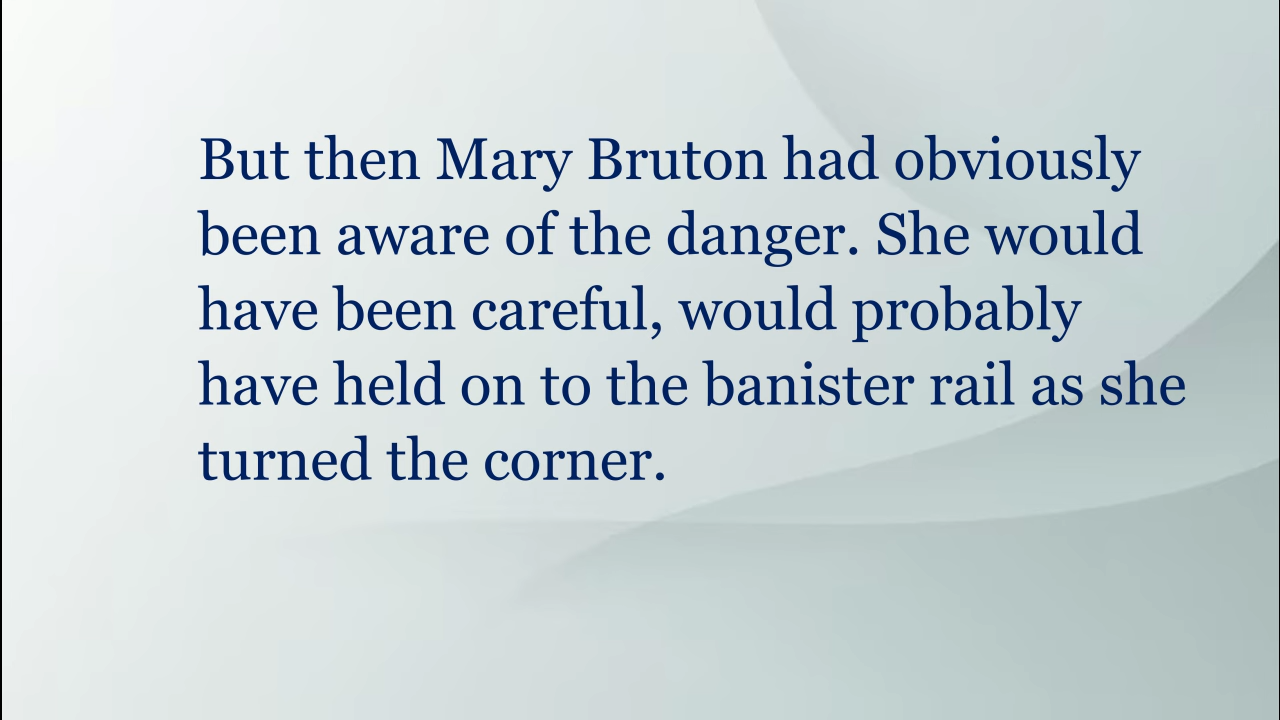 But then Mary Bruton had obviously
been aware of the danger. She would
have been careful, would probably
have held on to the banister rail as she
turned the corner.